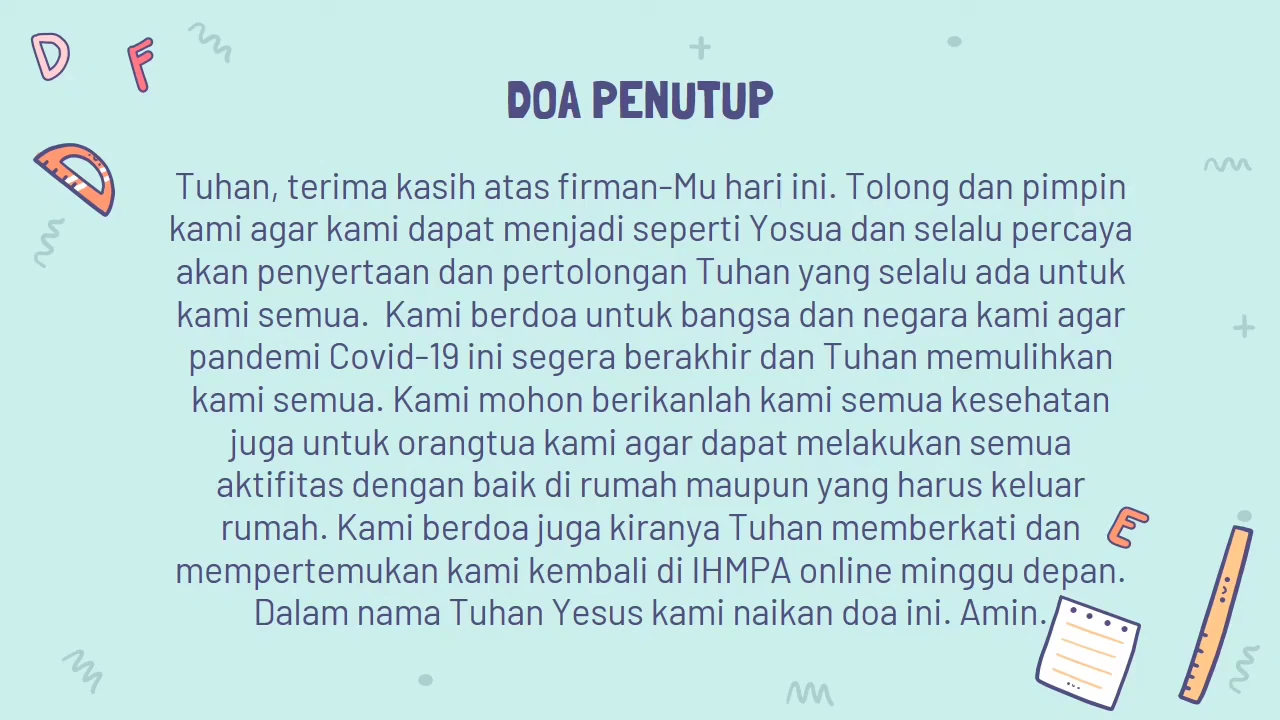 D F
DOA PENUTUP
Tuhan, terima kasih atas firman-Mu hari ini. Tolong dan pimpin
kami agar kami dapat menjadi seperti Yosua dan selalu percaya
akan penyertaan dan pertolongan Tuhan yang selalu ada untuk
kami semua.  Kami berdoa untuk bangsa dan negara kami agar
pandemi Covid-19 ini segera berakhir dan Tuhan memulihkan
kami semua. Kami mohon berikanlah kami semua kesehatan
juga untuk orangtua kami agar dapat melakukan semua
aktifitas dengan baik di rumah maupun yang harus keluar
rumah. Kami berdoa juga kiranya Tuhan memberkati dan
mempertemukan kami kembali di IHMPA online minggu depan.
Dalam nama Tuhan Yesus kami naikan doa ini. Amin.
E